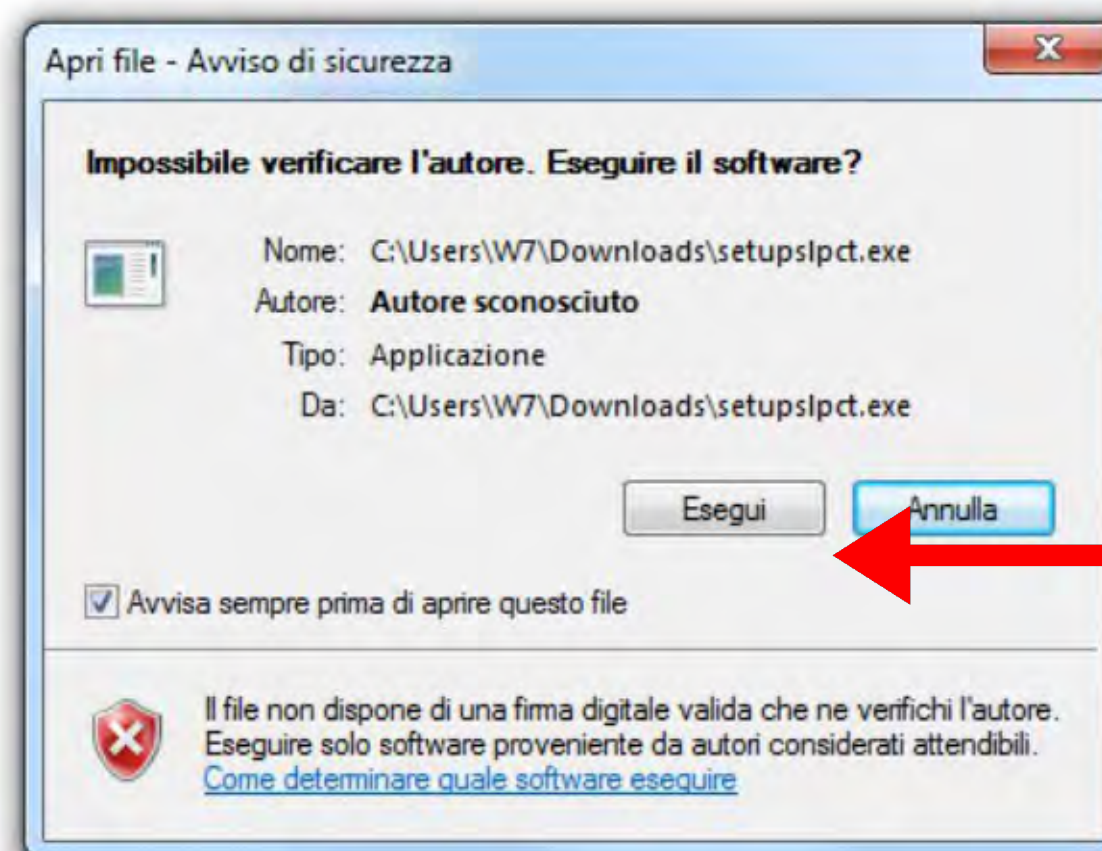 Apri file - Avviso di sicurezza
Impossibile verificare l'autore. Eseguire il software?
Nome: C:\Users\W7\Downloads\setupslpct.exe
Autore: Autore sconosciuto
Tipo: Applicazione
Da: C:\Users\W7\Downloads\setupslpct.exe
Esegui Annulla
Avvisa sempre prima di aprire questo file
Il file non dispone di una firma digitale valida che ne verifichi l'autore.
Eseguire solo software proveniente da autori considerati attendibili.
Come determinare quale software eseguire